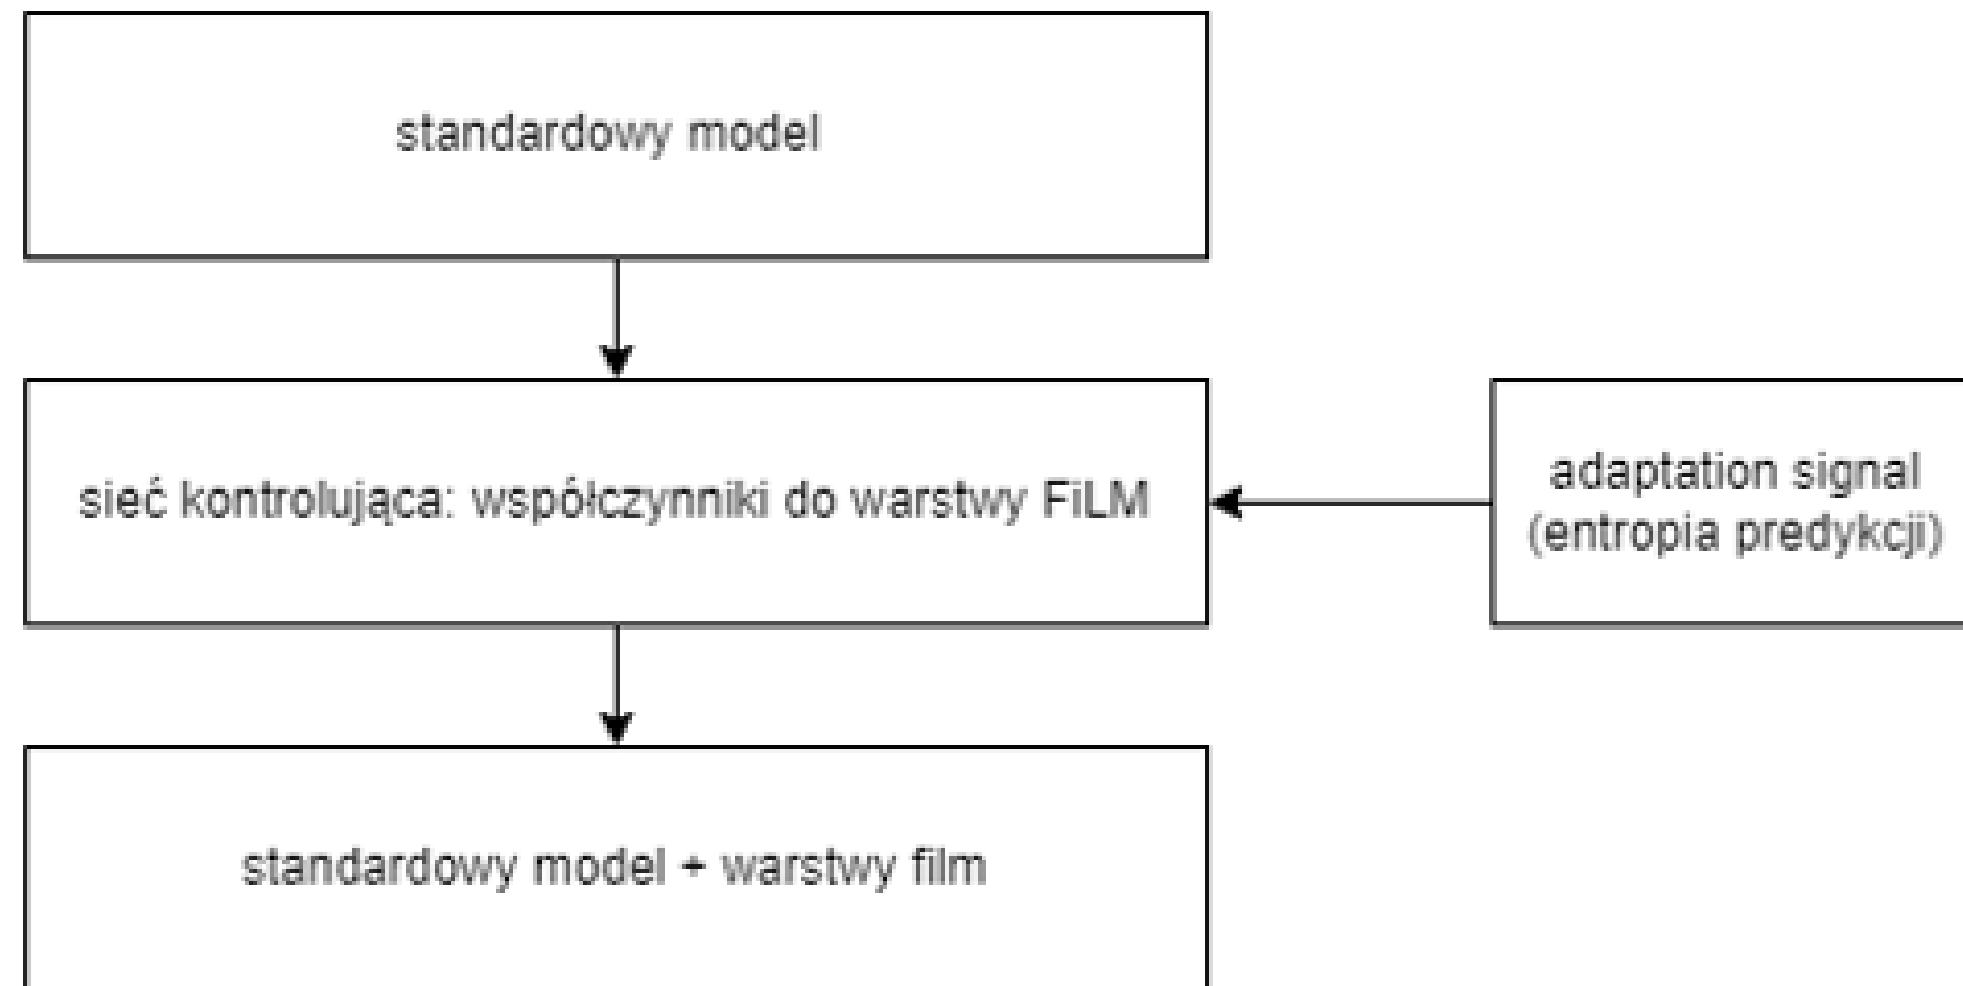 standardowy model
sieć kontrolująca: współczynniki do warstwy FiLM
adaptation signal
(entropia predykcji)
standardowy model + warstwy film